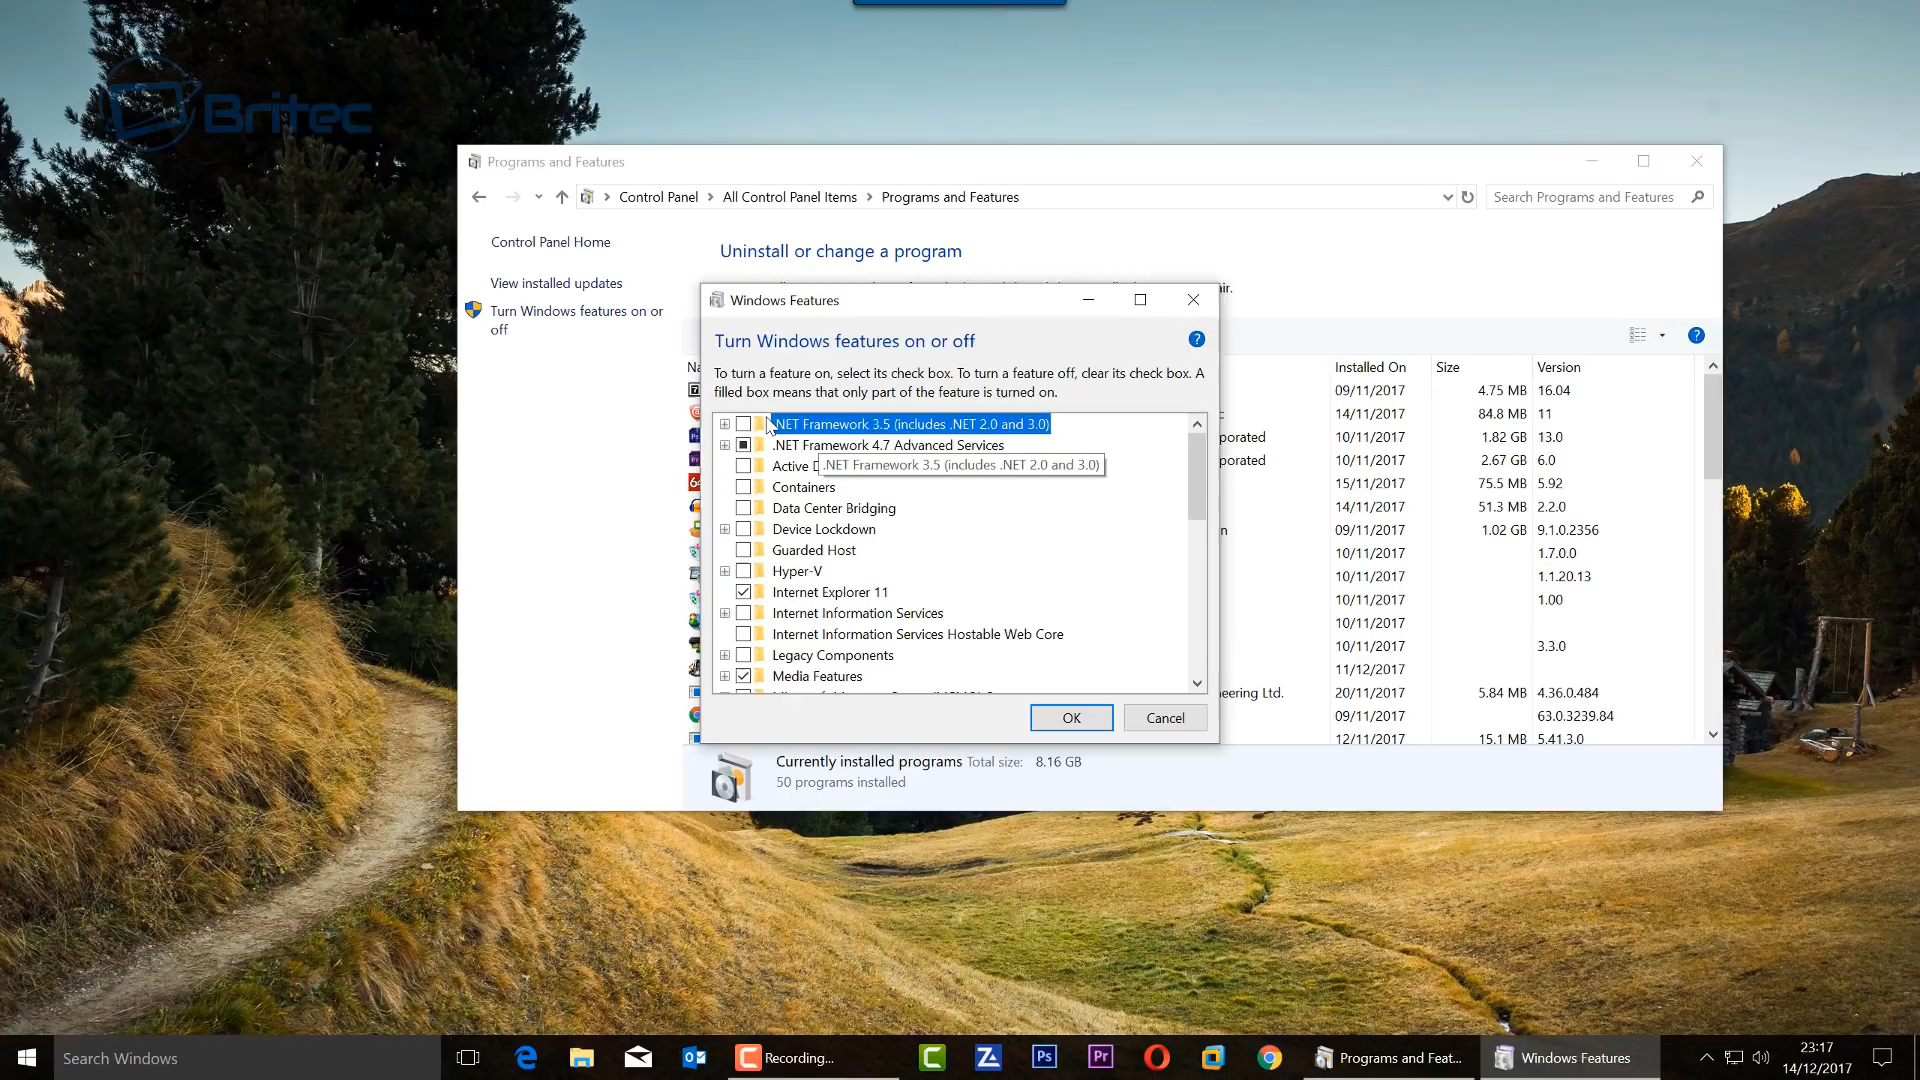 Britec
Programs and Features
Control Panel
All Control Panel Items
Programs and Features
Search Programs and Features
Control Panel Home
View installed updates
Turn Windows features on or
off
Uninstall or change a program
air.
Windows Features
Turn Windows features on or off
To turn a feature on, select its check box. To turn a feature off, clear its check box. A
filled box means that only part of the feature is turned on.
.NET Framework 3.5 (includes .NET 2.0 and 3.0)
.NET Framework 4.7 Advanced Services
Active D
.NET Framework 3.5 (includes .NET 2.0 and 3.0)
Containers
Data Center Bridging
Device Lockdown
Guarded Host
Hyper-V
Internet Explorer 11
Internet Information Services
Internet Information Services Hostable Web Core
Legacy Components
Media Features
OK
Cancel
Na
Installed On Size Version
09/11/2017 4.75 MB 16.04
c 14/11/2017 84.8 MB 11
porated 10/11/2017 1.82 GB 13.0
porated 10/11/2017 2.67 GB 6.0
15/11/2017 75.5 MB 5.92
14/11/2017 51.3 MB 2.2.0
n 09/11/2017 1.02 GB 9.1.0.2356
10/11/2017 1.7.0.0
10/11/2017 1.1.20.13
10/11/2017 1.00
10/11/2017
10/11/2017 3.3.0
11/12/2017
neering Ltd. 20/11/2017 5.84 MB 4.36.0.484
09/11/2017 63.0.3239.84
12/11/2017 15.1 MB 5.41.3.0
Currently installed programs Total size: 8.16 GB
50 programs installed
Search Windows
Recording...
Ps
Pr
Programs and Feat...
Windows Features
23:17
14/12/2017